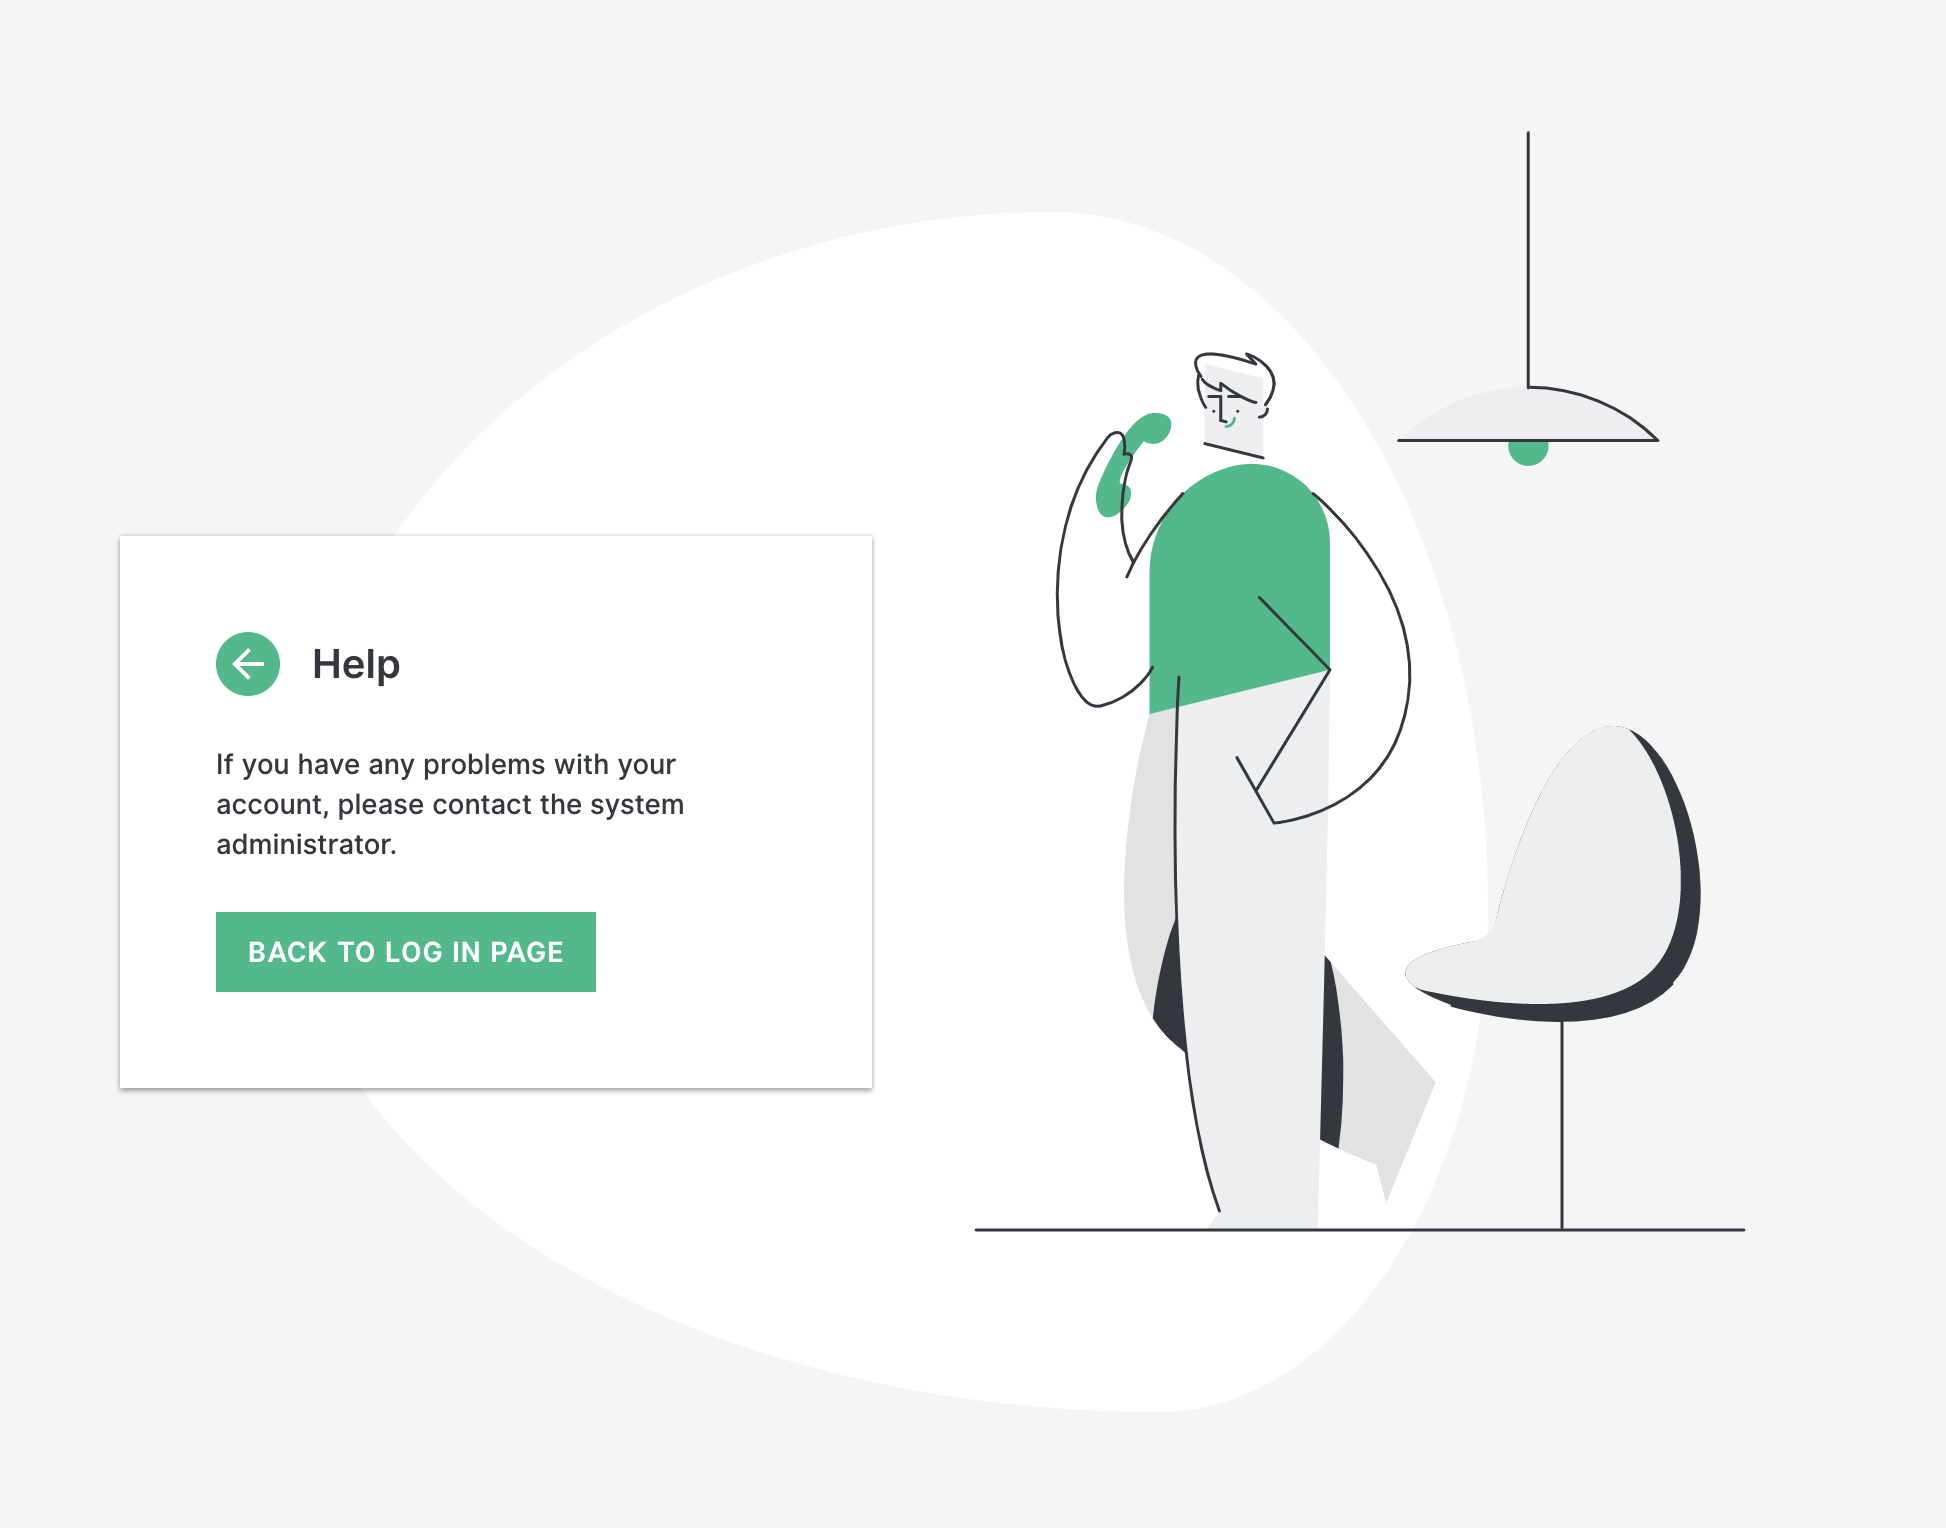 Help
If you have any problems with your
account, please contact the system
administrator.
BACK TO LOG IN PAGE